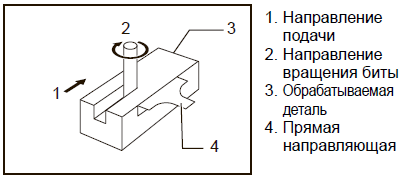 1
2
3
4
1. Направление
подачи
2. Направление
вращения биты
3. Обрабатываемая
деталь
4. Прямая
направляющая